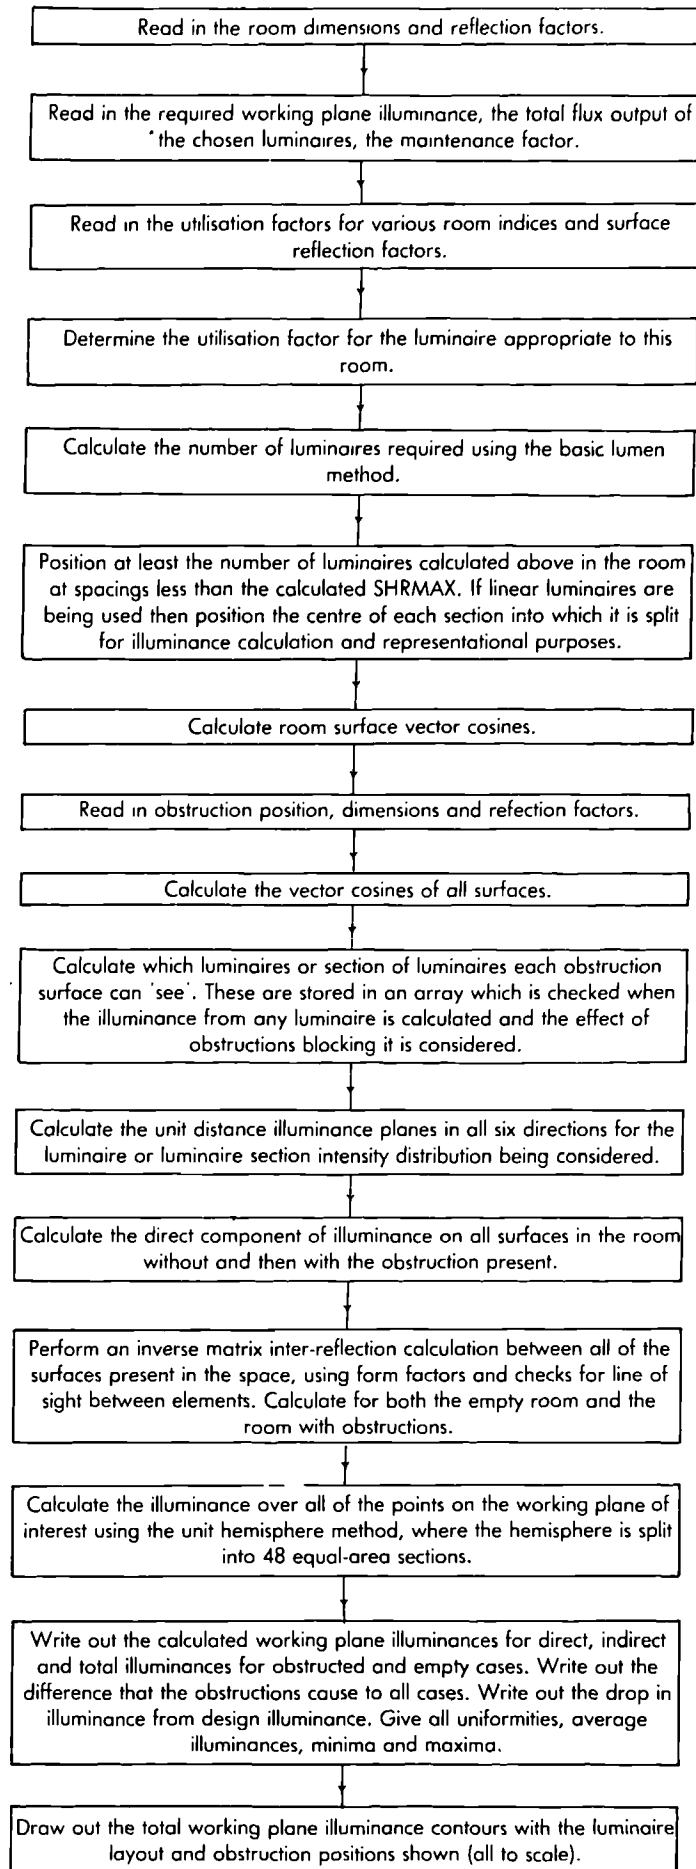 Read in the room dimensions and reflection factors.
Read in the required working plane illuminance, the total flux output of
the chosen luminaires, the maintenance factor.
Read in the utilisation factors for various room indices and surface
reflection factors.
Determine the utilisation factor for the luminaire appropriate to this
room.
Calculate the number of luminaires required using the basic lumen
method.
Position at least the number of luminaires calculated above in the room
at spacings less than the calculated SHRMAX. If linear luminaires are
being used then position the centre of each section into which it is split
for illuminance calculation and representational purposes.
Calculate room surface vector cosines.
Read in obstruction position, dimensions and refection factors.
Calculate the vector cosines of all surfaces.
Calculate which luminaires or section of luminaires each obstruction
surface can 'see'. These are stored in an array which is checked when
the illuminance from any luminaire is calculated and the effect of
obstructions blocking it is considered.
Calculate the unit distance illuminance planes in all six directions for the
luminaire or luminaire section intensity distribution being considered.
Calculate the direct component of illuminance on all surfaces in the room
without and then with the obstruction present.
Perform an inverse matrix inter-reflection calculation between all of the
surfaces present in the space, using form factors and checks for line of
sight between elements. Calculate for both the empty room and the
room with obstructions.
Calculate the illuminance over all of the points on the working plane of
interest using the unit hemisphere method, where the hemisphere is split
into 48 equal-area sections.
Write out the calculated working plane illuminances for direct, indirect
and total illuminances for obstructed and empty cases. Write out the
difference that the obstructions cause to all cases. Write out the drop in
illuminance from design illuminance. Give all uniformities, average
illuminances, minima and maxima.
Draw out the total working plane illuminance contours with the luminaire
layout and obstruction positions shown (all to scale).